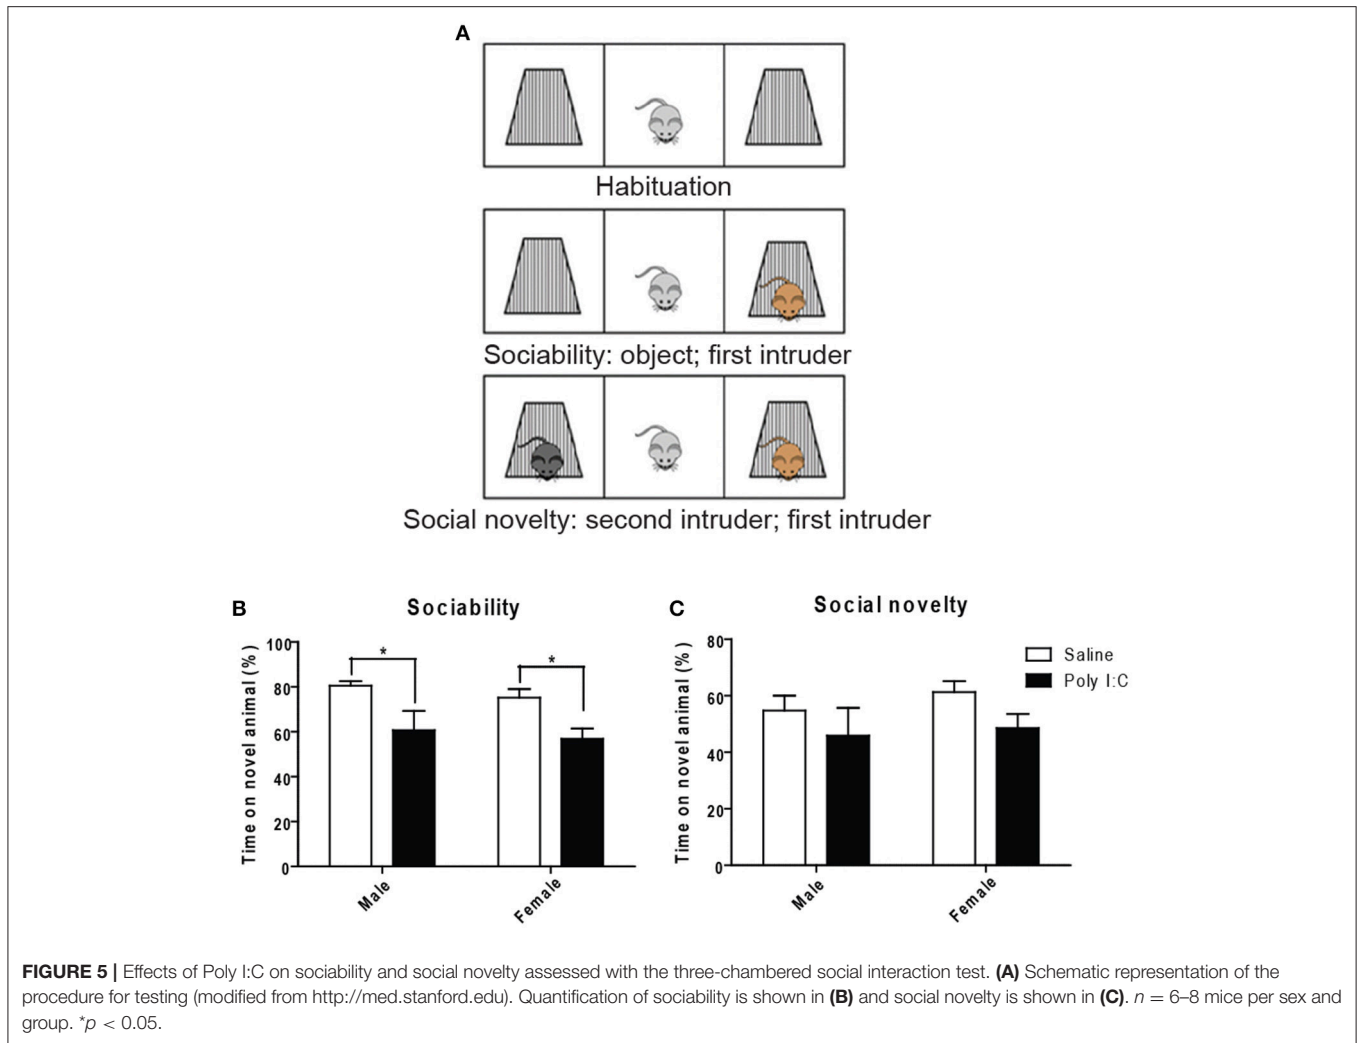 A
Habituation
Sociability: object; first intruder
Social novelty: second intruder; first intruder
B
Sociability
Time on novel animal (%)
100
80
60
40
20
0
*
*
Male
Female
C
Social novelty
Time on novel animal (%)
80
60
40
20
0
Saline
Poly I:C
Male
Female
FIGURE 5 | Effects of Poly I:C on sociability and social novelty assessed with the three-chambered social interaction test. (A) Schematic representation of the
procedure for testing (modified from http://med.stanford.edu). Quantification of sociability is shown in (B) and social novelty is shown in (C). n = 6–8 mice per sex and
group. *p < 0.05.